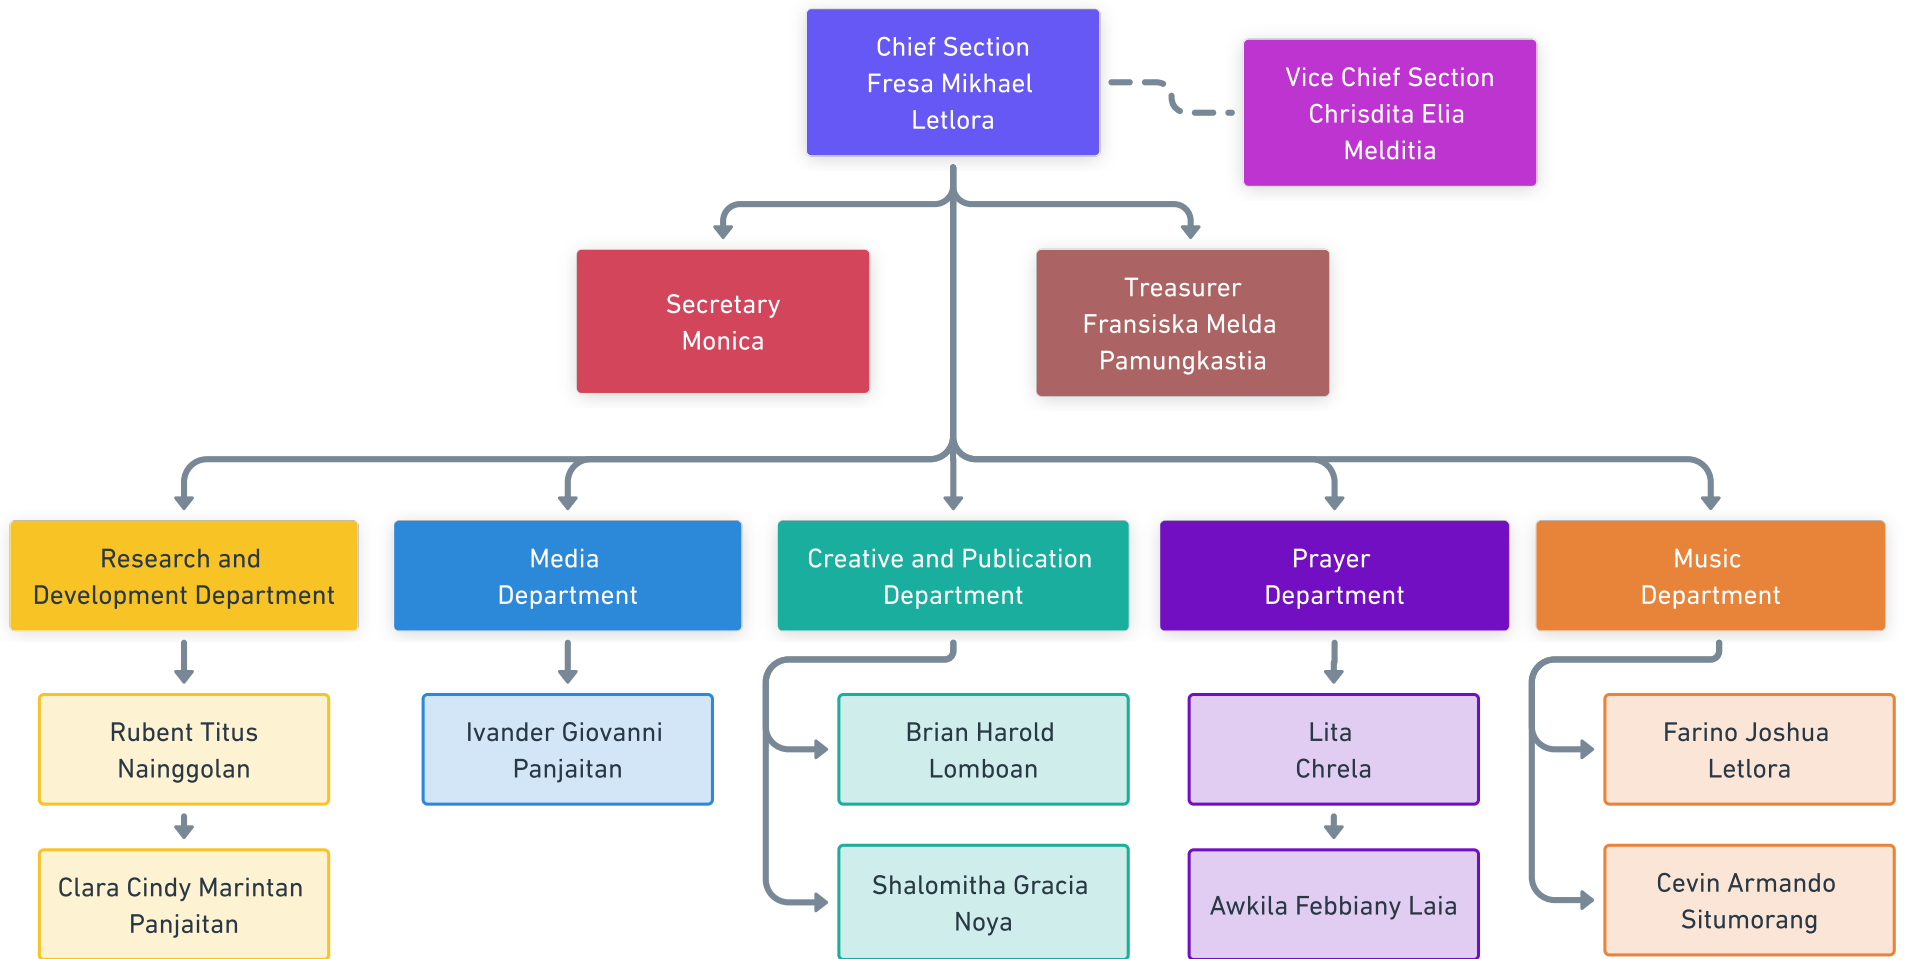 Chief Section
Fresa Mikhael
Letlora
Vice Chief Section
Chrisdita Elia
Melditia
Secretary
Monica
Treasurer
Fransiska Melda
Pamungkastia
Research and
Development Department
Media
Department
Creative and Publication
Department
Prayer
Department
Music
Department
Rubent Titus
Nainggolan
Ivander Giovanni
Panjaitan
Brian Harold
Lomboan
Lita
Chrela
Farino Joshua
Letlora
Clara Cindy Marintan
Panjaitan
Shalomitha Gracia
Noya
Awkila Febbiany Laia
Cevin Armando
Situmorang